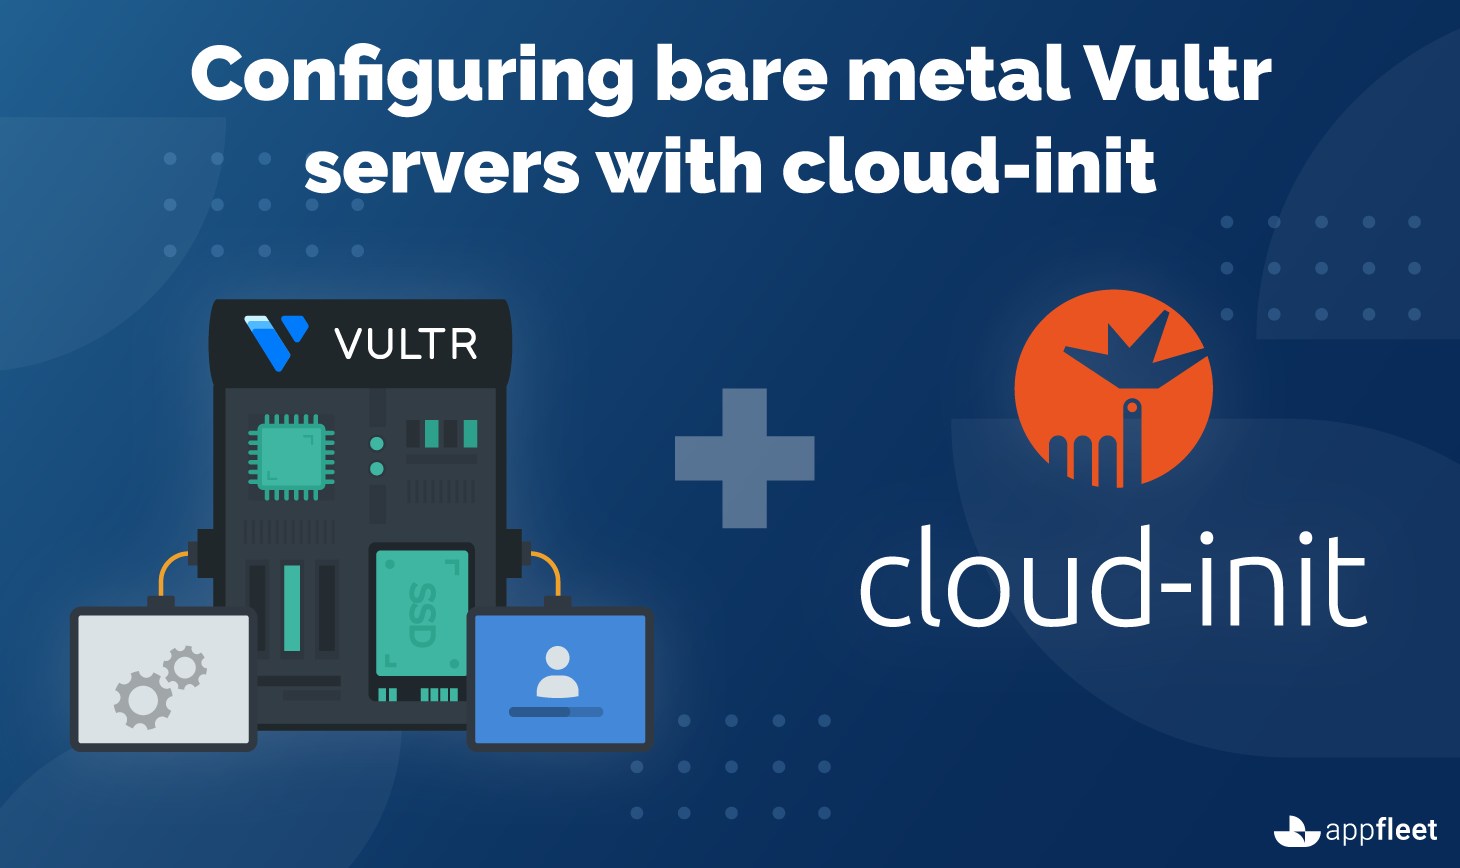 Configuring bare metal Vultr
servers with cloud-init
VULTR
SSD
cloud-init
appfleet